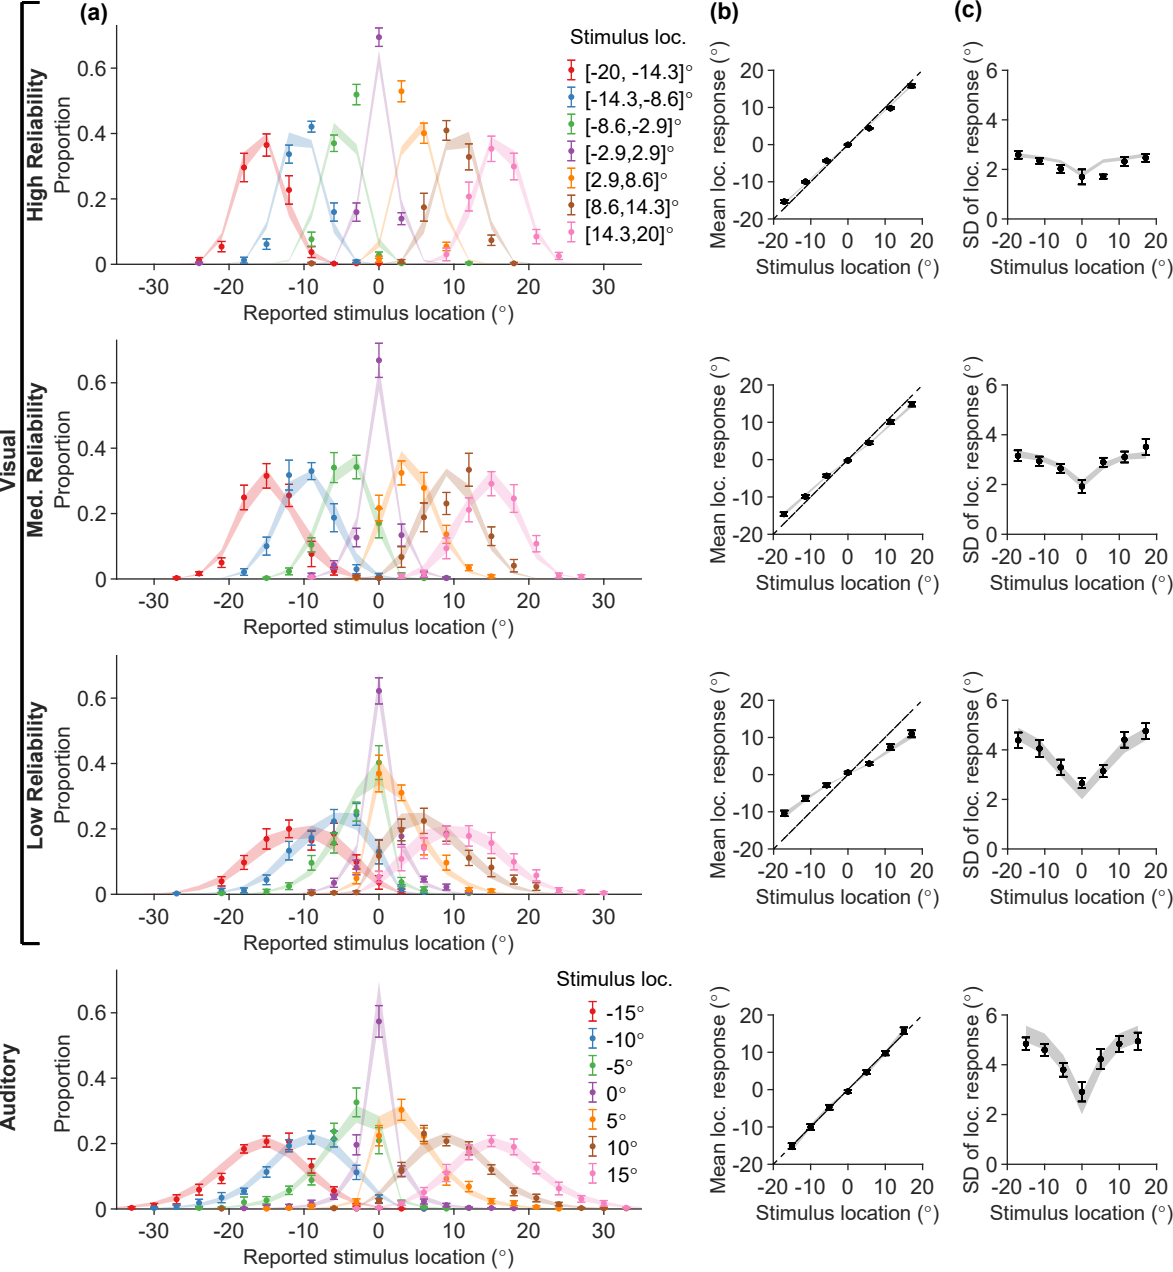 (a)
(b)
(c)
Visual
High Reliability
Proportion
0.6
0.4
0.2
0
-30
-20
-10
0
10
20
30
Reported stimulus location (°)
Stimulus loc.
[-20, -14.3]°
[-14.3,-8.6]°
[-8.6,-2.9]°
[-2.9,2.9]°
[2.9,8.6]°
[8.6,14.3]°
[14.3,20]°
Mean loc. response (°)
20
10
0
-10
-20
-20 -10 0 10 20
Stimulus location (°)
SD of loc. response (°)
6
4
2
0
-20 -10 0 10 20
Stimulus location (°)
Med. Reliability
Proportion
0.6
0.4
0.2
0
-30
-20
-10
0
10
20
30
Reported stimulus location (°)
Mean loc. response (°)
20
10
0
-10
-20
-20 -10 0 10 20
Stimulus location (°)
SD of loc. response (°)
6
4
2
0
-20 -10 0 10 20
Stimulus location (°)
Low Reliability
Proportion
0.6
0.4
0.2
0
-30
-20
-10
0
10
20
30
Reported stimulus location (°)
Mean loc. response (°)
20
10
0
-10
-20
-20 -10 0 10 20
Stimulus location (°)
SD of loc. response (°)
6
4
2
0
-20 -10 0 10 20
Stimulus location (°)
Auditory
Proportion
0.6
0.4
0.2
0
-30
-20
-10
0
10
20
30
Reported stimulus location (°)
Stimulus loc.
-15°
-10°
-5°
0°
5°
10°
15°
Mean loc. response (°)
20
10
0
-10
-20
-20 -10 0 10 20
Stimulus location (°)
SD of loc. response (°)
6
4
2
0
-20 -10 0 10 20
Stimulus location (°)